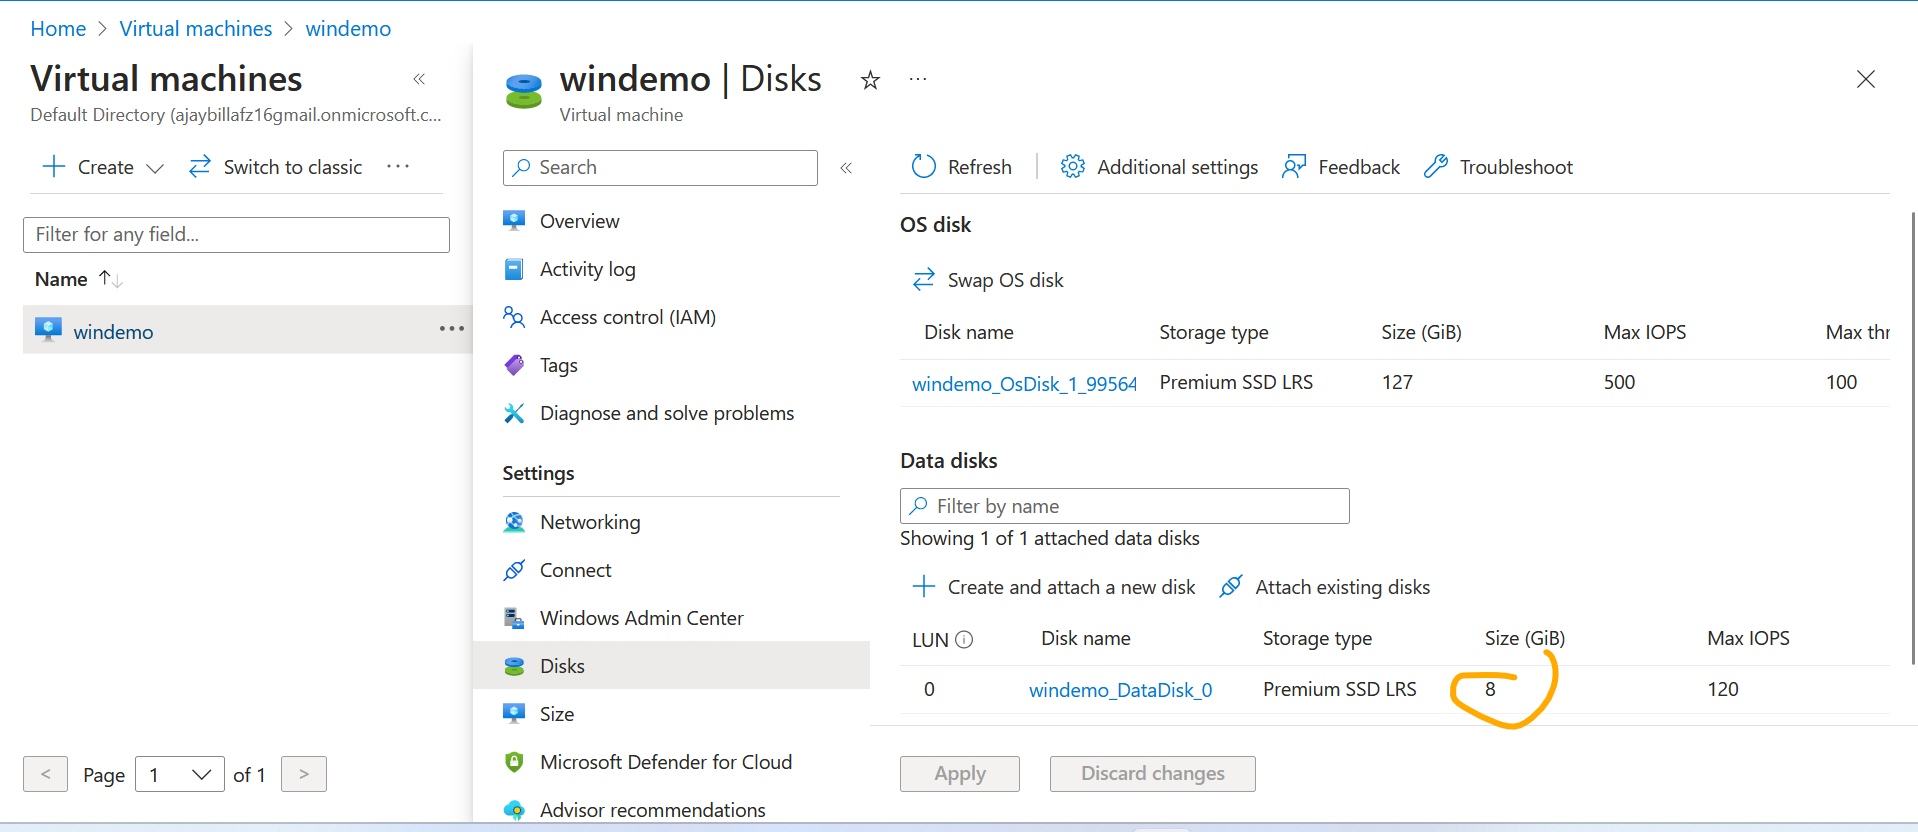 Home > Virtual machines > windemo
Virtual machines «
Default Directory (ajaybillafz16gmail.onmicrosoft.c...
+ Create Switch to classic ...
Filter for any field...
Name ↑↓
windemo ...
< Page 1 of 1 >
windemo | Disks ☆ ...
Virtual machine
Search «
Overview
Activity log
Access control (IAM)
Tags
Diagnose and solve problems
Settings
Networking
Connect
Windows Admin Center
Disks
Size
Microsoft Defender for Cloud
Advisor recommendations
Refresh | Additional settings Feedback Troubleshoot
OS disk
Swap OS disk
Disk name Storage type Size (GiB) Max IOPS Max thr
windemo_OsDisk_1_99564 Premium SSD LRS 127 500 100
Data disks
Filter by name
Showing 1 of 1 attached data disks
+ Create and attach a new disk Attach existing disks
LUN Disk name Storage type Size (GiB) Max IOPS
0 windemo_DataDisk_0 Premium SSD LRS 8 120
Apply Discard changes